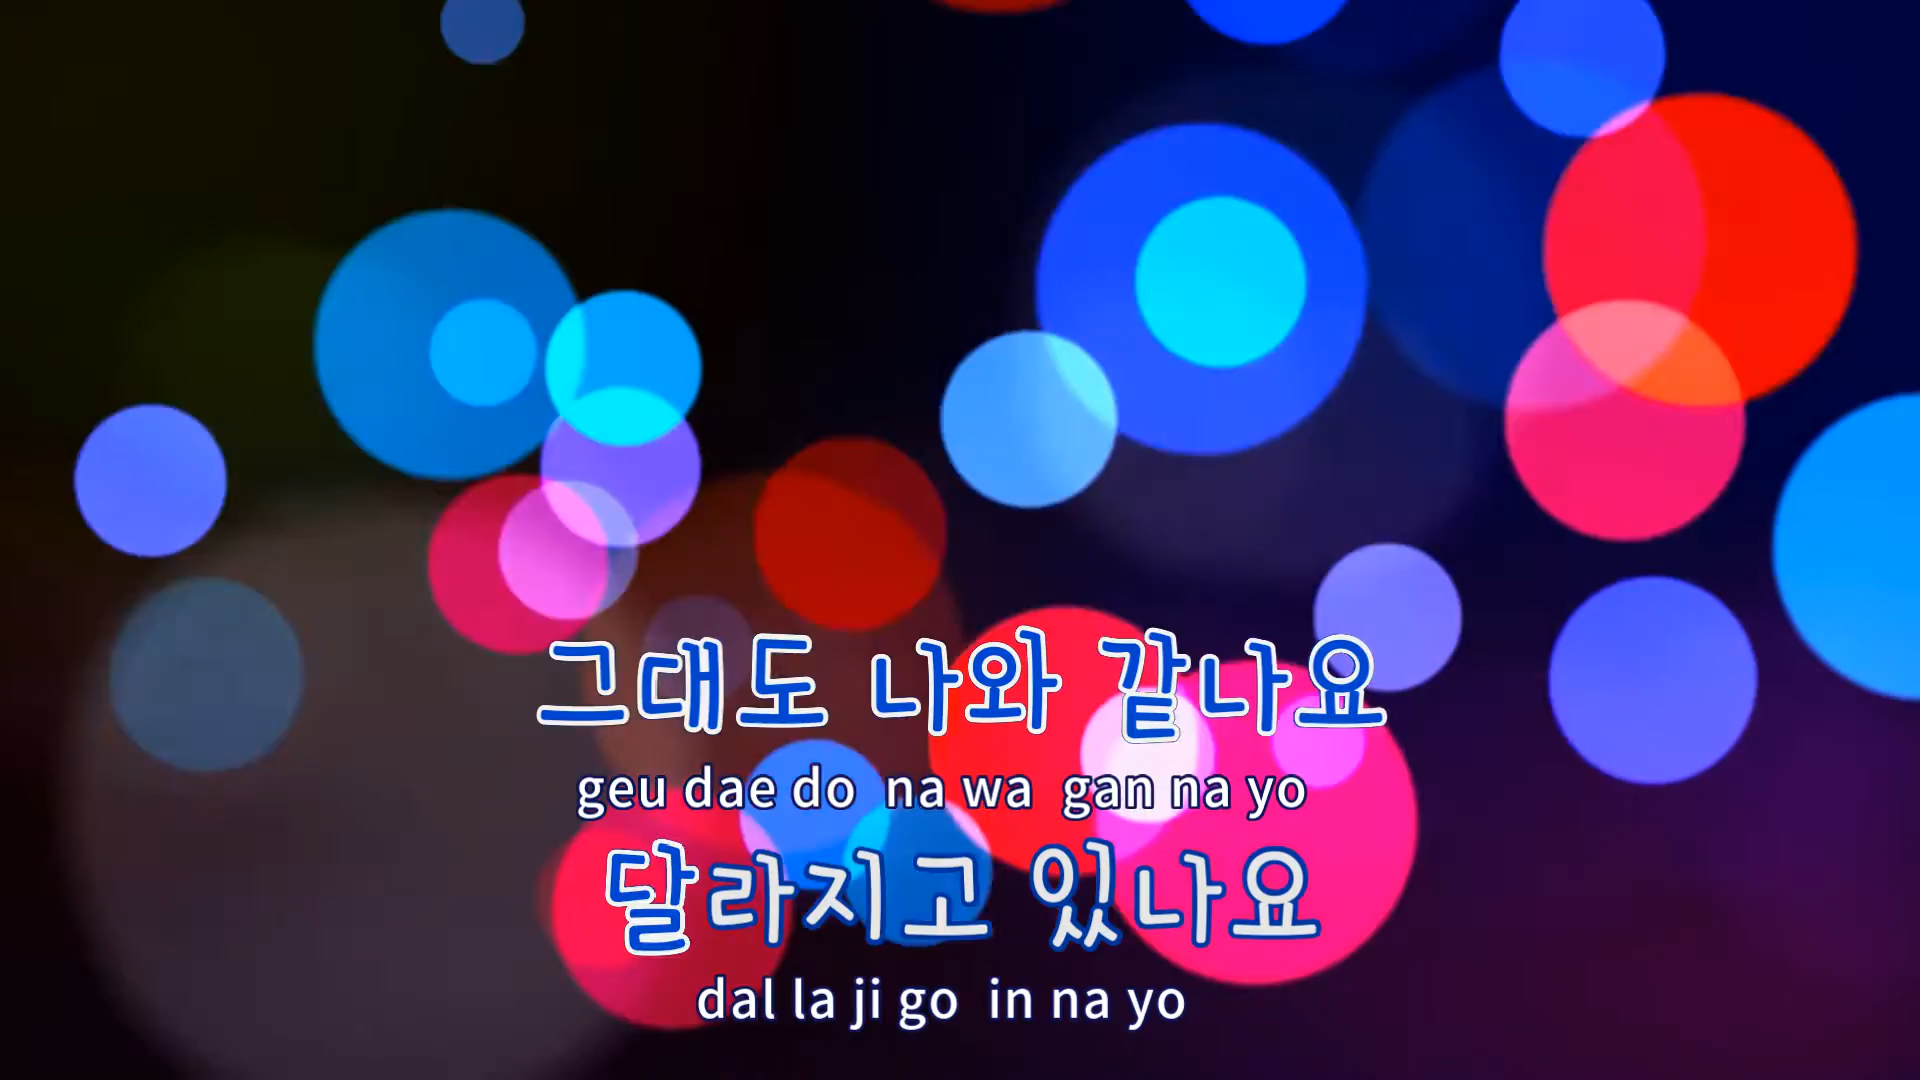 그대도 나와 같나요
geu dae do na wa gan na yo
달라지고 있나요
dal la ji go in na yo